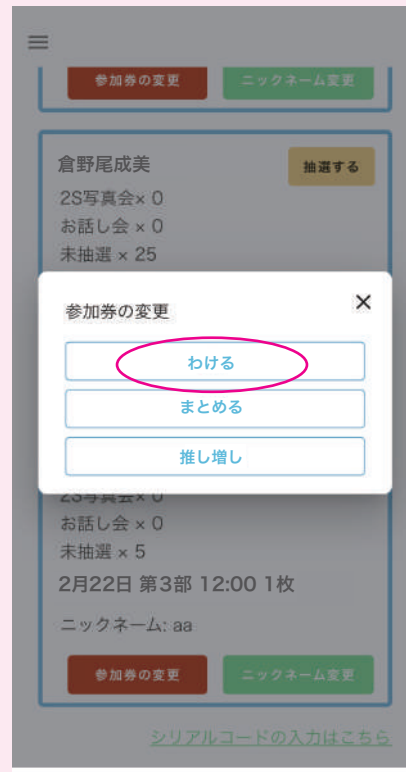 参加券の変更 ニックネーム変更
倉野尾成美 抽選する
2S写真会× 0
お話し会 × 0
未抽選 × 25
参加券の変更 ×
わける
まとめる
推し増し
2S写真会× 0
お話し会 × 0
未抽選 × 5
2月22日 第3部 12:00 1枚
ニックネーム: aa
参加券の変更 ニックネーム変更
シリアルコードの入力はこちら